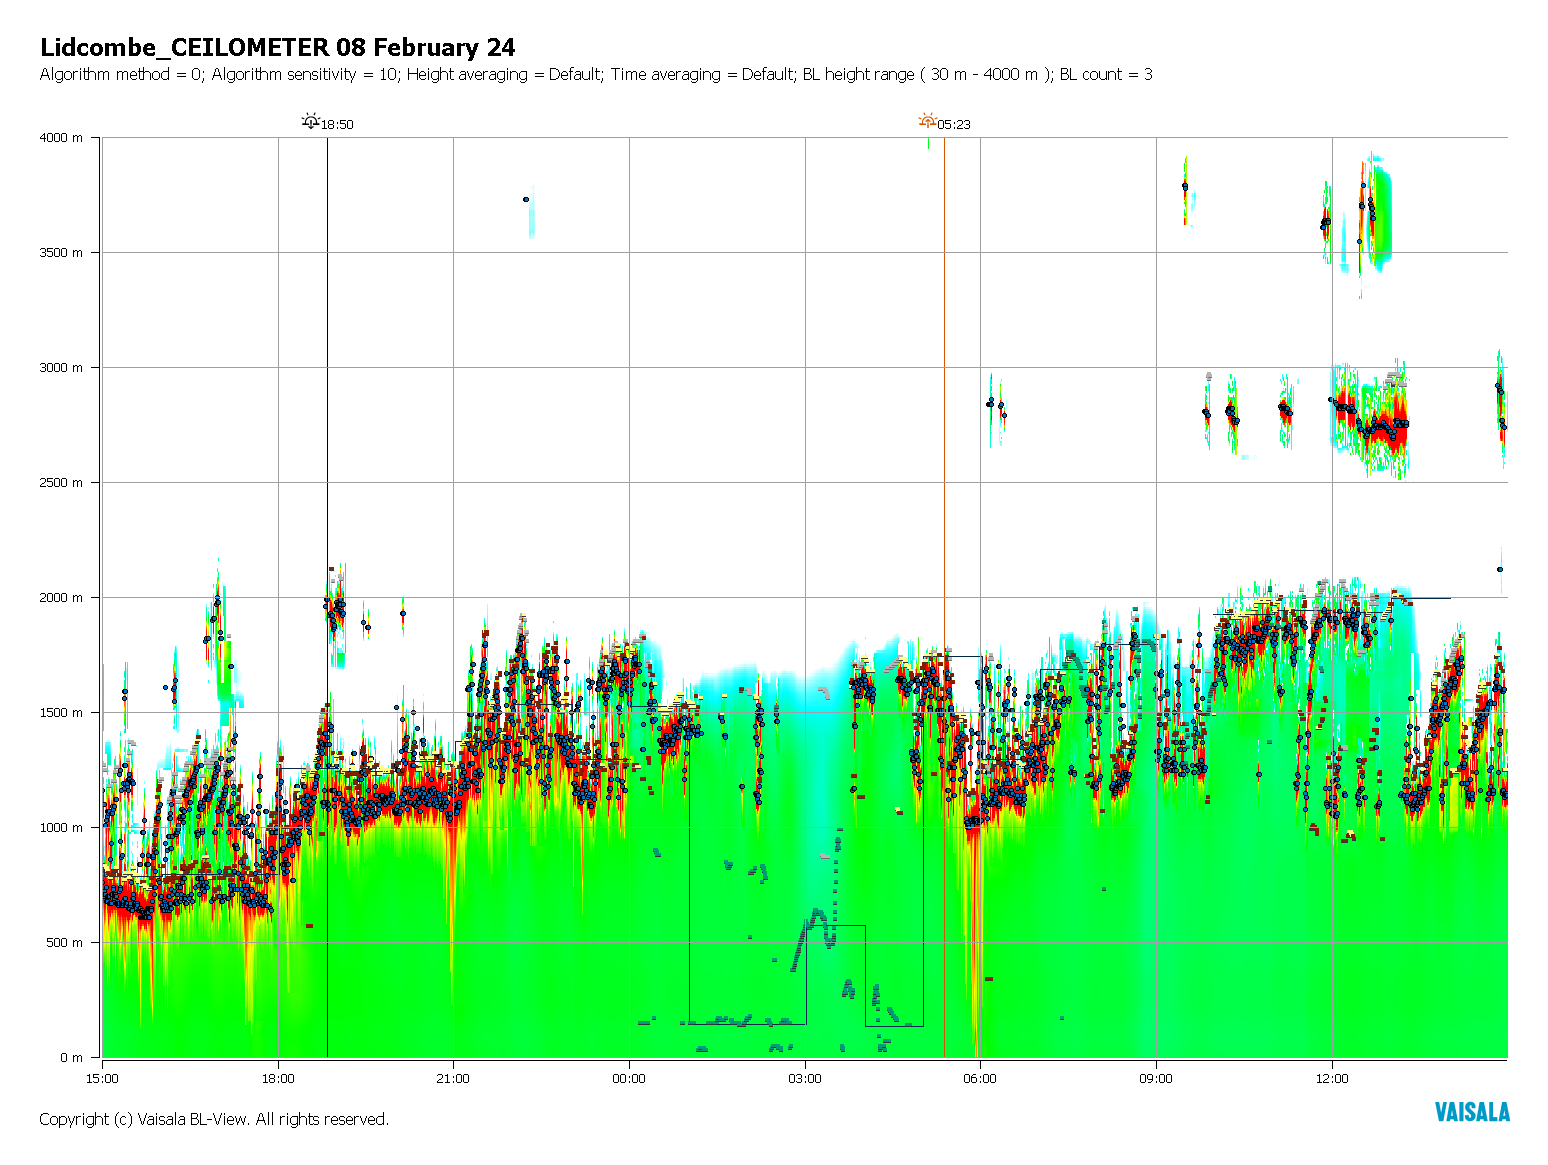 Lidcombe_CEILOMETER 08 February 24
Algorithm method = 0; Algorithm sensitivity = 10; Height averaging = Default; Time averaging = Default; BL height range ( 30 m - 4000 m ); BL count = 3
18:50
05:23
4000 m
3500 m
3000 m
2500 m
2000 m
1500 m
1000 m
500 m
0 m
15:00 18:00 21:00 00:00 03:00 06:00 09:00 12:00
Copyright (c) Vaisala BL-View. All rights reserved.
VAISALA